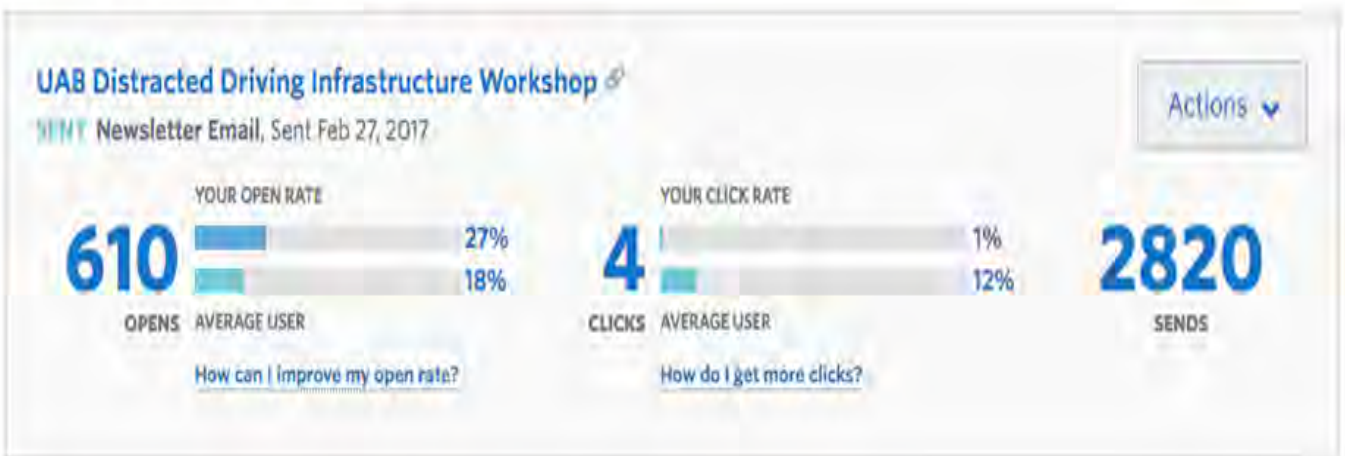 UAB Distracted Driving Infrastructure Workshop
SENT Newsletter Email, Sent Feb 27, 2017
Actions
YOUR OPEN RATE
610
27%
18%
OPENS
AVERAGE USER
How can I improve my open rate?
YOUR CLICK RATE
4
1%
12%
CLICKS
AVERAGE USER
How do I get more clicks?
2820
SENDS